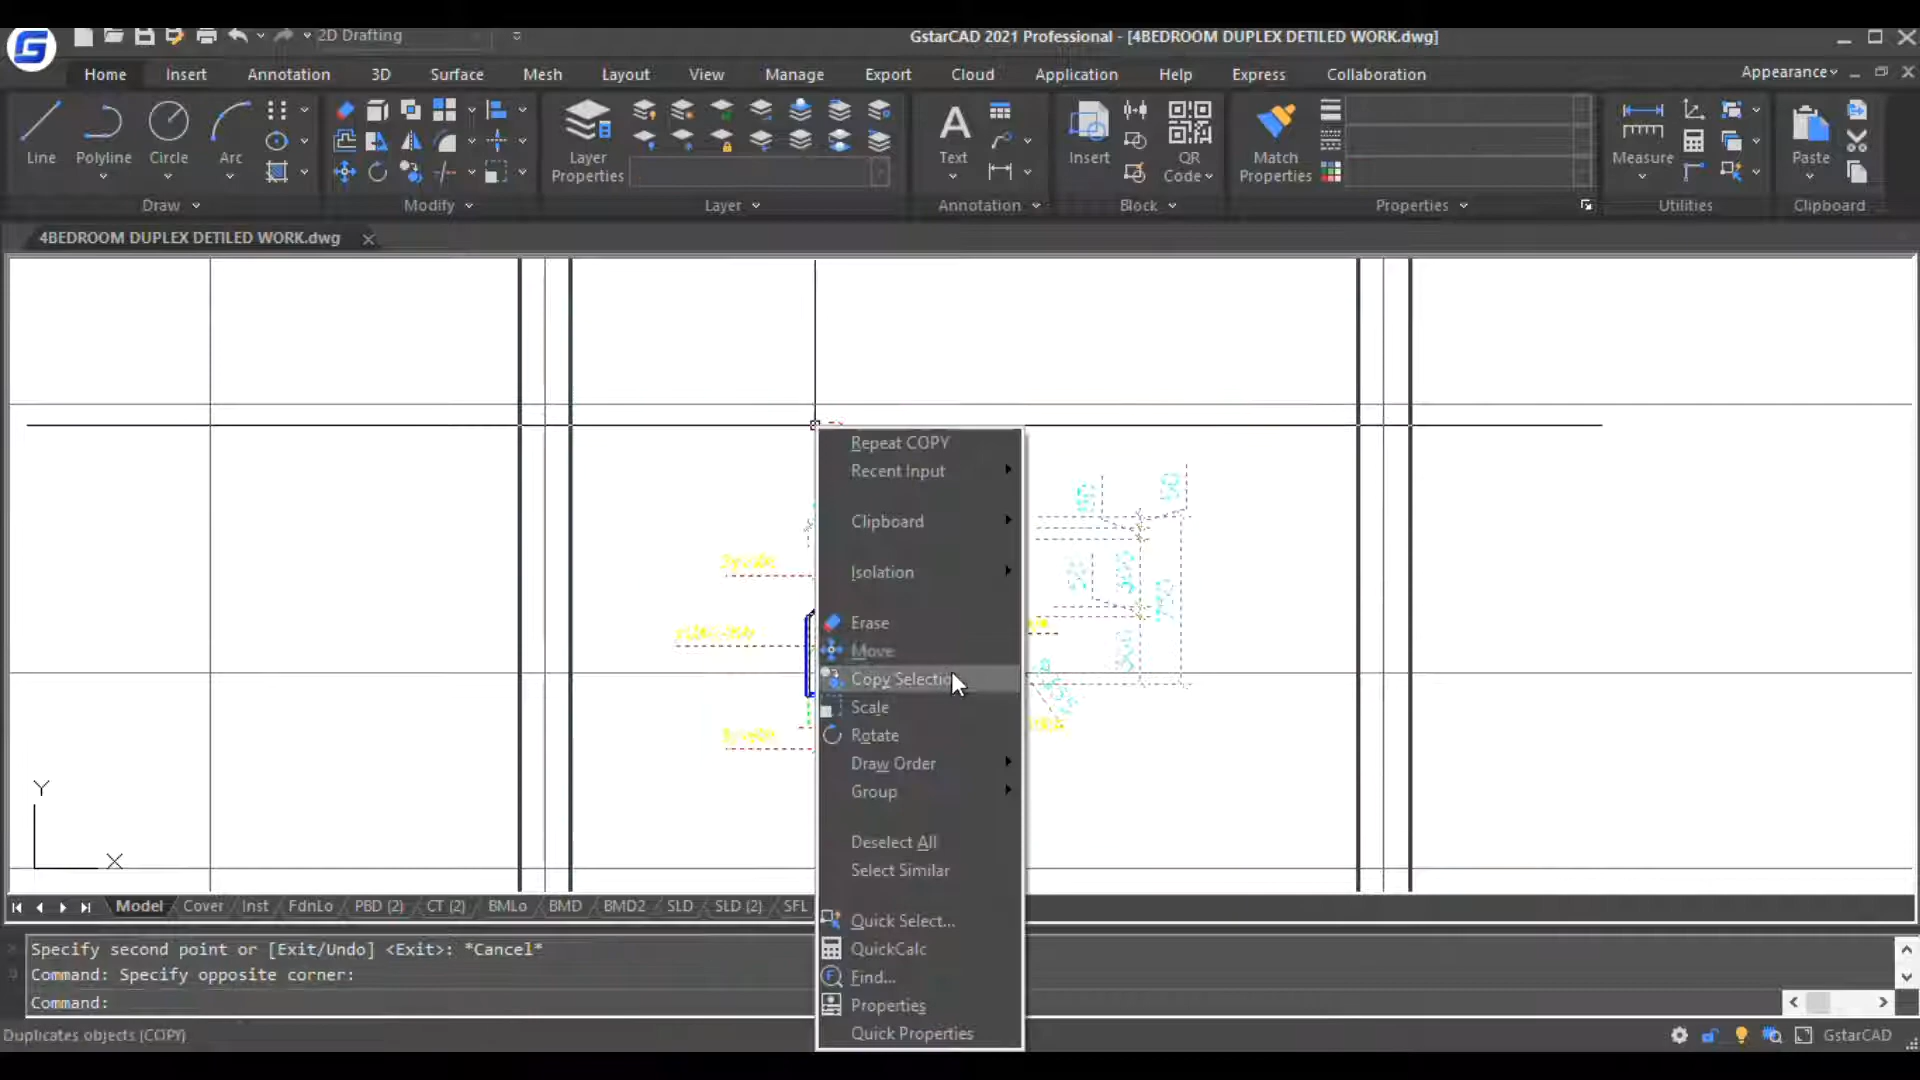 2D Drafting
GstarCAD 2021 Professional - [4BEDROOM DUPLEX DETILED WORK.dwg]
Home Insert Annotation 3D Surface Mesh Layout View Manage Export Cloud Application Help Express Collaboration
Appearance
Line Polyline Circle Arc
Layer Properties
Text
Insert
QR Code
Match Properties
Measure
Paste
Draw Modify Layer Annotation Block Properties Utilities Clipboard
4BEDROOM DUPLEX DETILED WORK.dwg
Repeat COPY
Recent Input
Clipboard
Isolation
Erase
Move
Copy Selectio
Scale
Rotate
Draw Order
Group
Deselect All
Select Similar
Quick Select...
QuickCalc
Find...
Properties
Quick Properties
Y
X
Model Cover Inst FdnLo PBD (2) CT (2) BMLo BMD BMD2 SLD SLD (2) SFL
Specify second point or [Exit/Undo] <Exit>: *Cancel*
Command: Specify opposite corner:
Command:
Duplicates objects (COPY)
GstarCAD